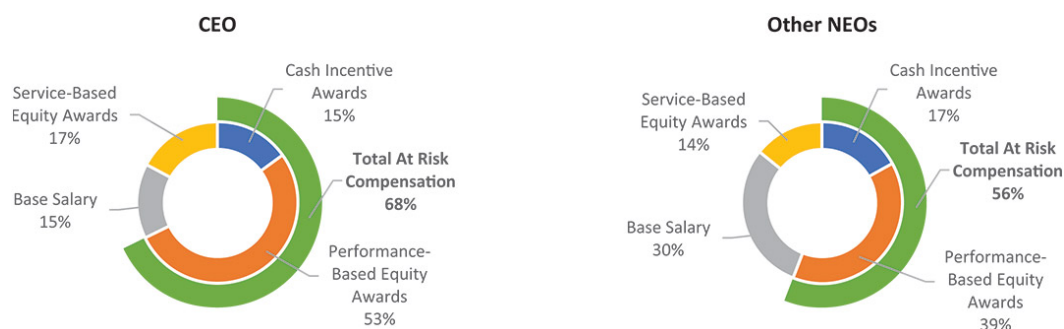 CEO
Cash Incentive
Awards
15%
Service-Based
Equity Awards
17%
Total At Risk
Compensation
68%
Base Salary
15%
Performance-
Based Equity
Awards
53%
Other NEOs
Cash Incentive
Awards
17%
Service-Based
Equity Awards
14%
Total At Risk
Compensation
56%
Base Salary
30%
Performance-
Based Equity
Awards
39%